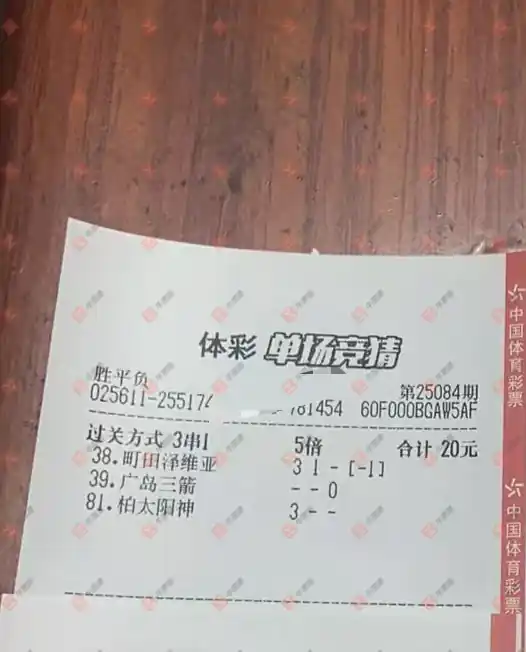 体彩 单场竞猜
胜平负 第25084期
025611-255174 781454 60F000BGAW5AF
过关方式 3串1 5倍 合计 20元
38.町田泽维亚 3 1 - [-1]
39.广岛三箭 - - 0
81.柏太阳神 3 - -
中国体育彩票
中国体育彩票